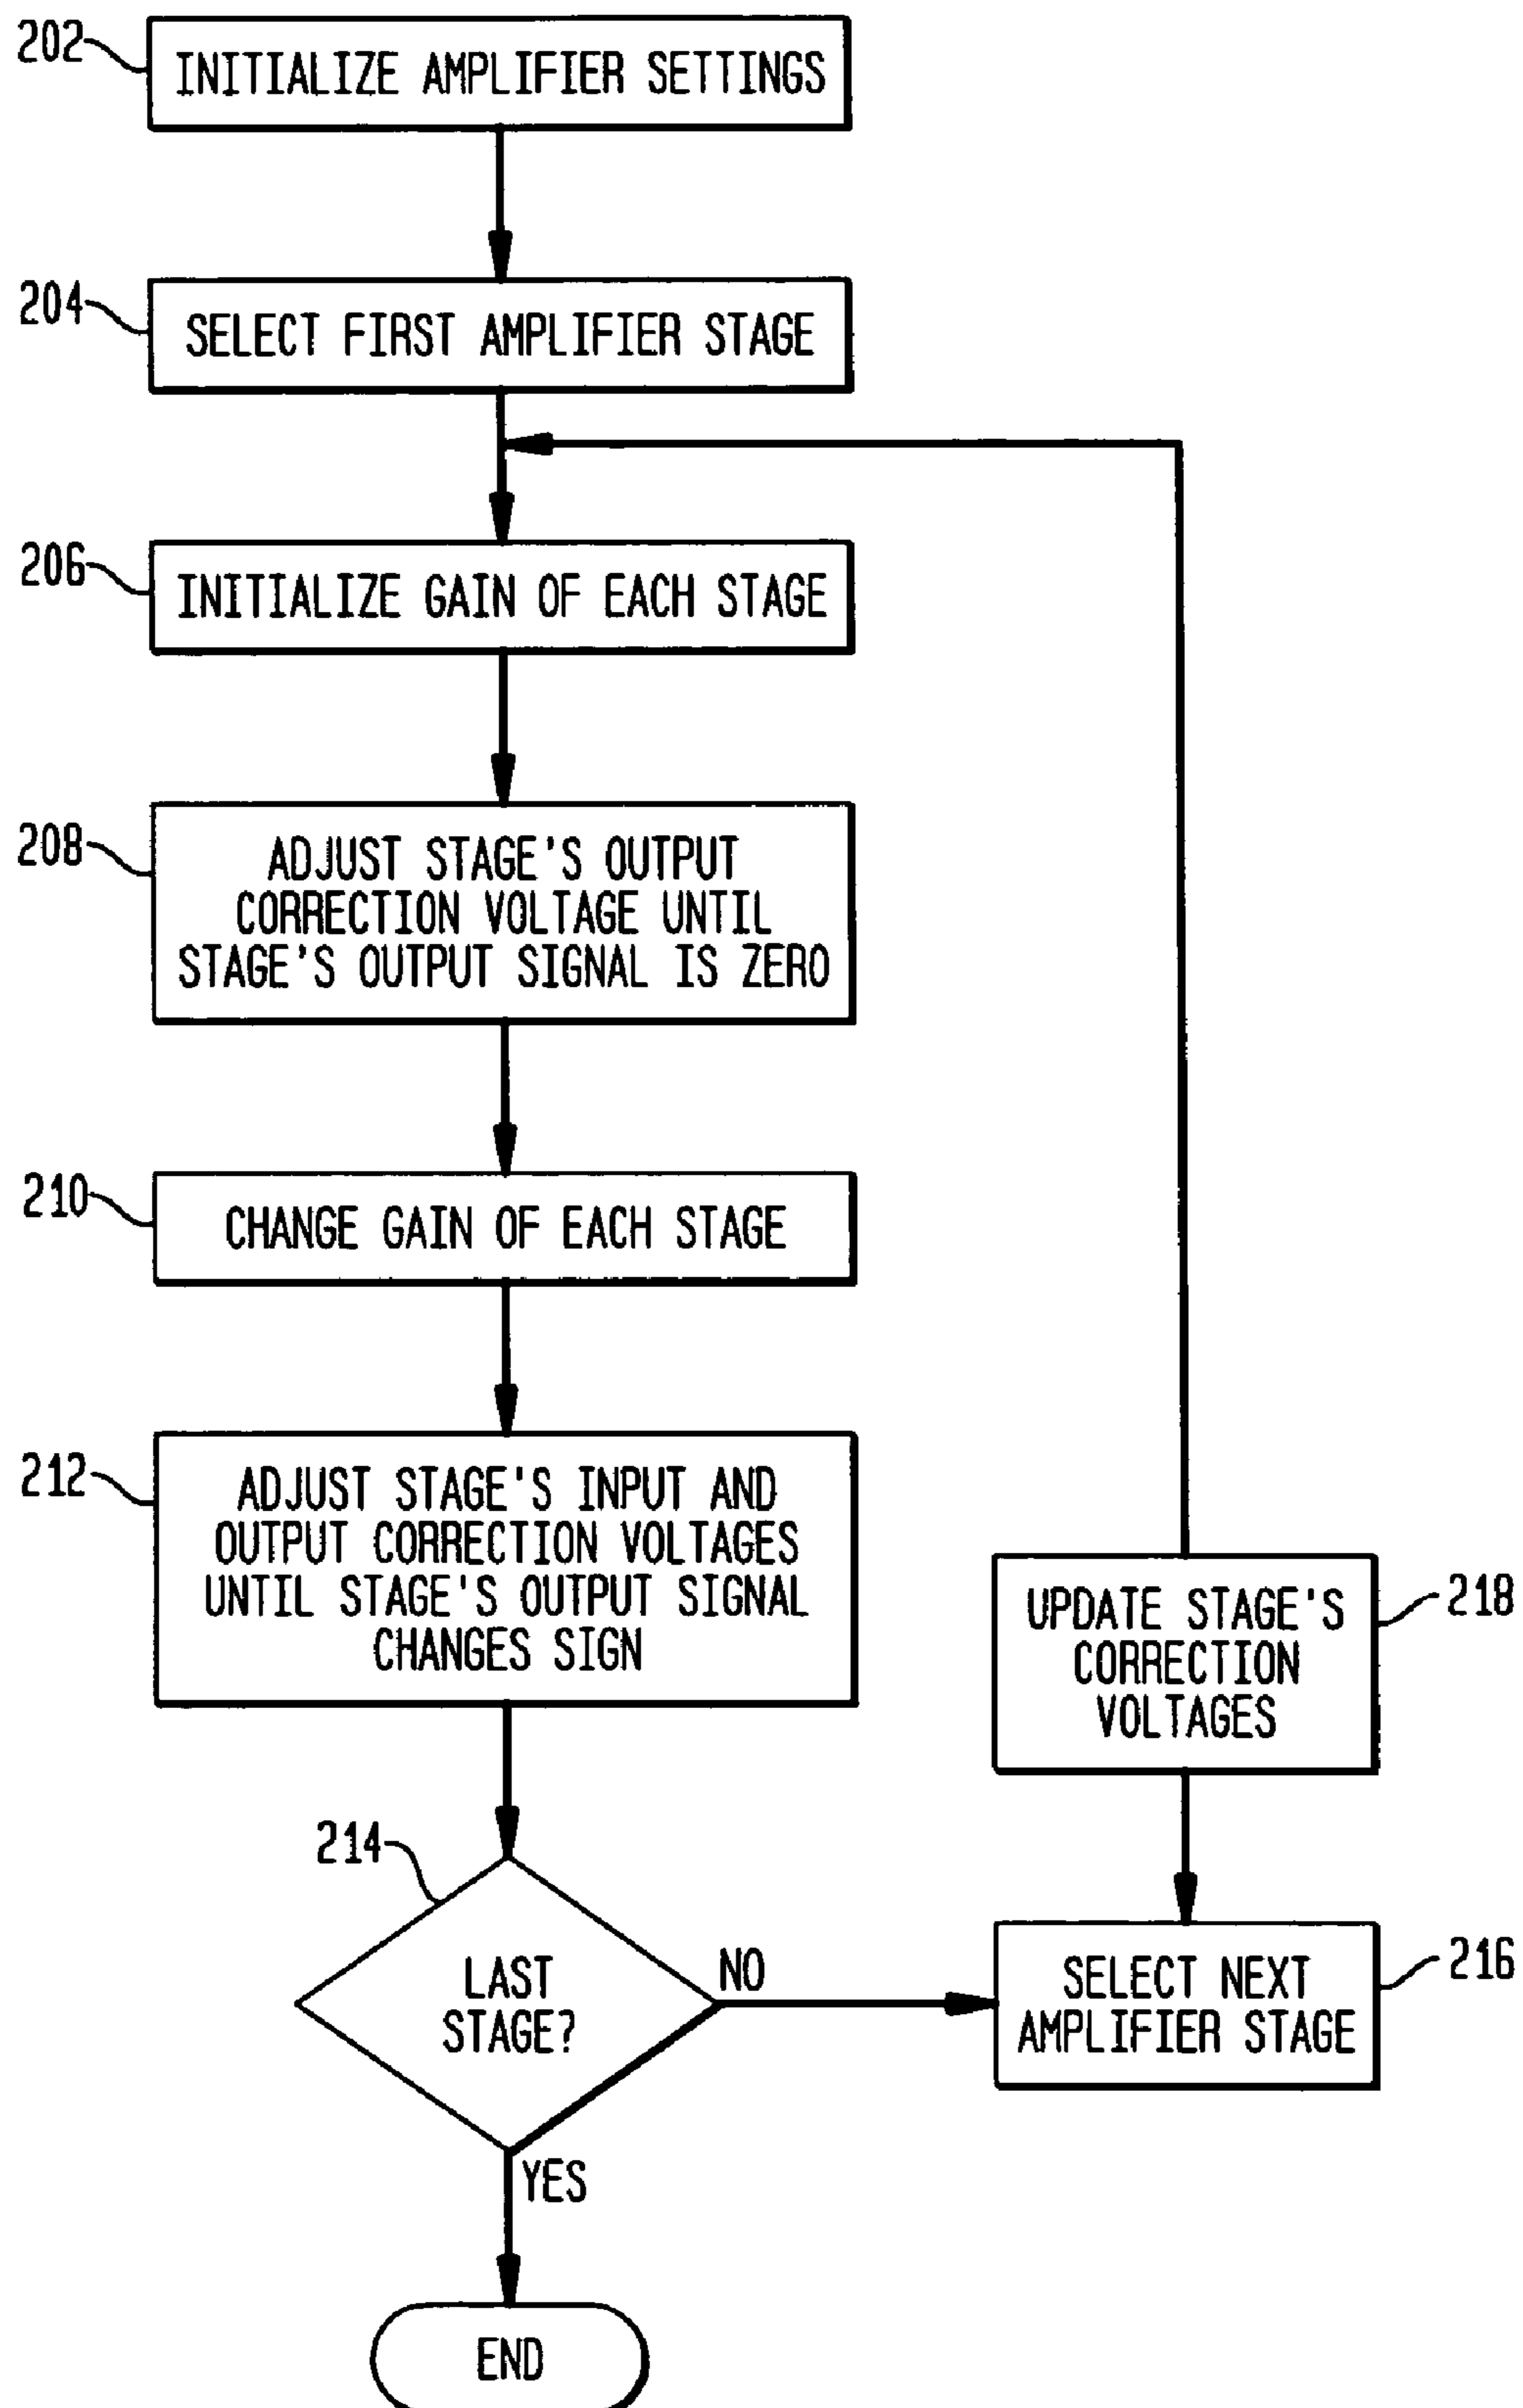 202
INITIALIZE AMPLIFIER SETTINGS
204
SELECT FIRST AMPLIFIER STAGE
206
INITIALIZE GAIN OF EACH STAGE
208
ADJUST STAGE'S OUTPUT
CORRECTION VOLTAGE UNTIL
STAGE'S OUTPUT SIGNAL IS ZERO
210
CHANGE GAIN OF EACH STAGE
212
ADJUST STAGE'S INPUT AND
OUTPUT CORRECTION VOLTAGES
UNTIL STAGE'S OUTPUT SIGNAL
CHANGES SIGN
218
UPDATE STAGE'S
CORRECTION
VOLTAGES
214
LAST
STAGE?
NO
216
SELECT NEXT
AMPLIFIER STAGE
YES
END